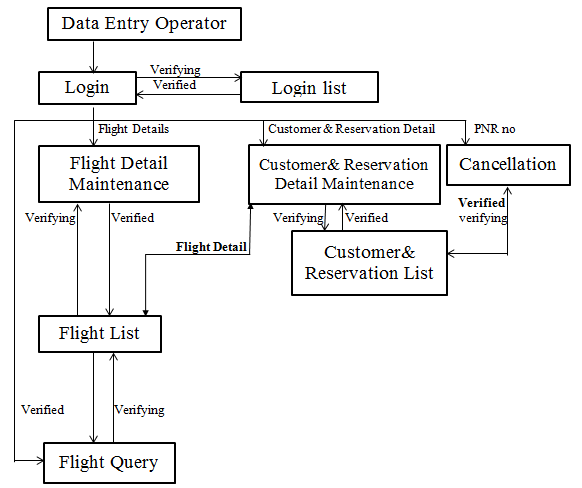 Data Entry Operator
Verifying
Login
Verified
Login list
Flight Details
Customer & Reservation Detail
PNR no
Flight Detail
Maintenance
Customer& Reservation
Detail Maintenance
Cancellation
Verifying
Verified
Verifying
Verified
Verified
verifying
Flight Detail
Customer&
Reservation List
Flight List
Verified
Verifying
Flight Query